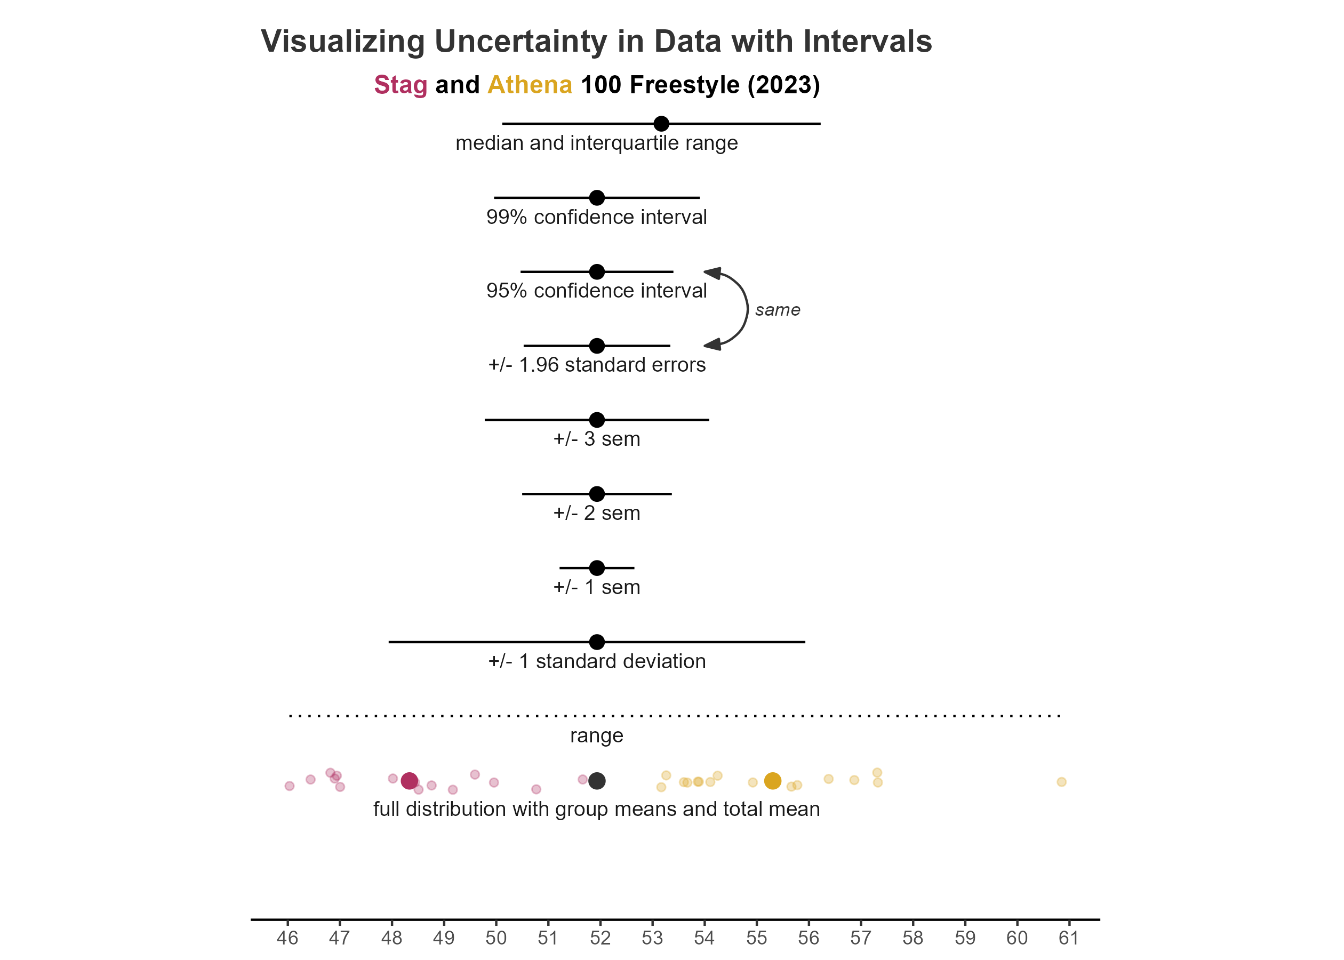 Visualizing Uncertainty in Data with Intervals
Stag and Athena 100 Freestyle (2023)
median and interquartile range
99% confidence interval
95% confidence interval
same
+/- 1.96 standard errors
+/- 3 sem
+/- 2 sem
+/- 1 sem
+/- 1 standard deviation
range
full distribution with group means and total mean
46 47 48 49 50 51 52 53 54 55 56 57 58 59 60 61